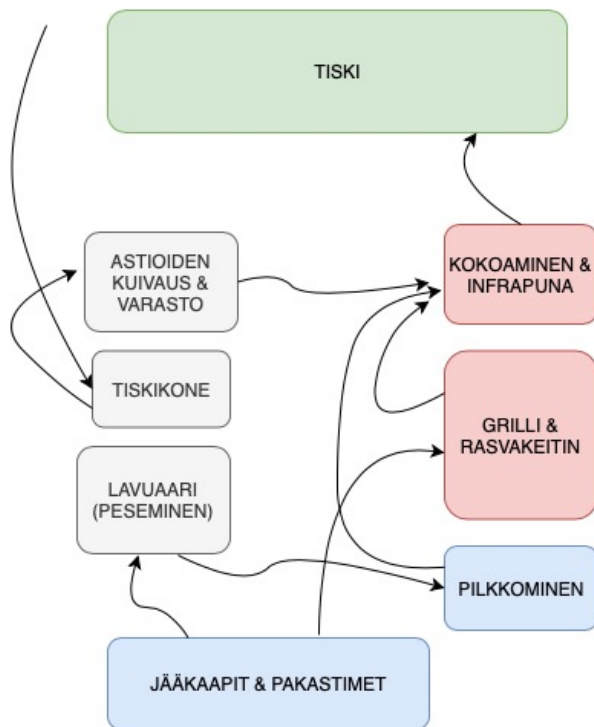 TISKI
ASTIOIDEN
KUIVAUS &
VARASTO
KOKOAMINEN &
INFRAPUNA
TISKIKONE
GRILLI &
RASVAKEITIN
LAVUAARI
(PESEMINEN)
PILKKOMINEN
JÄÄKAAPIT & PAKASTIMET